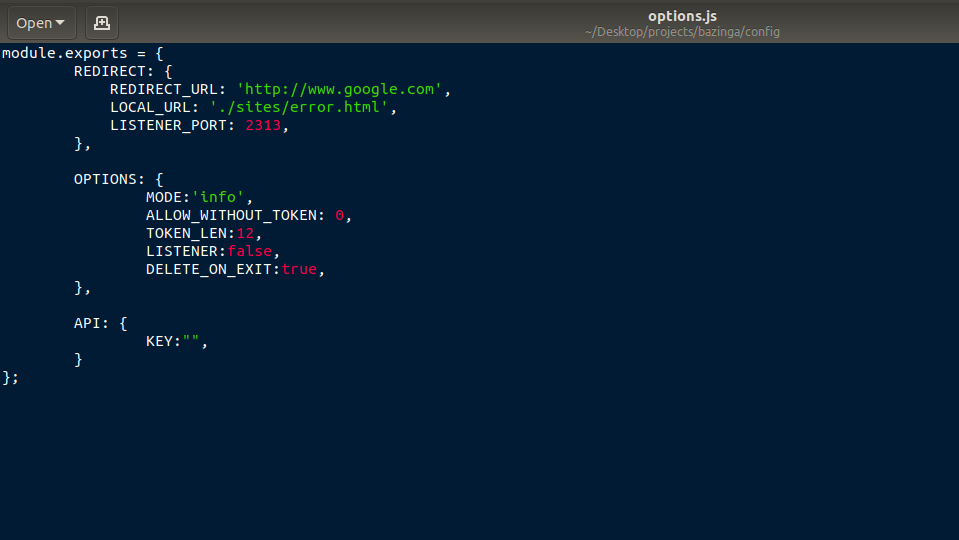 Open
options.js
~/Desktop/projects/bazinga/config
module.exports = {
        REDIRECT: {
            REDIRECT_URL: 'http://www.google.com',
            LOCAL_URL: './sites/error.html',
            LISTENER_PORT: 2313,
        },

        OPTIONS: {
                MODE:'info',
                ALLOW_WITHOUT_TOKEN: 0,
                TOKEN_LEN:12,
                LISTENER:false,
                DELETE_ON_EXIT:true,
        },

        API: {
                KEY:"",
        }
};